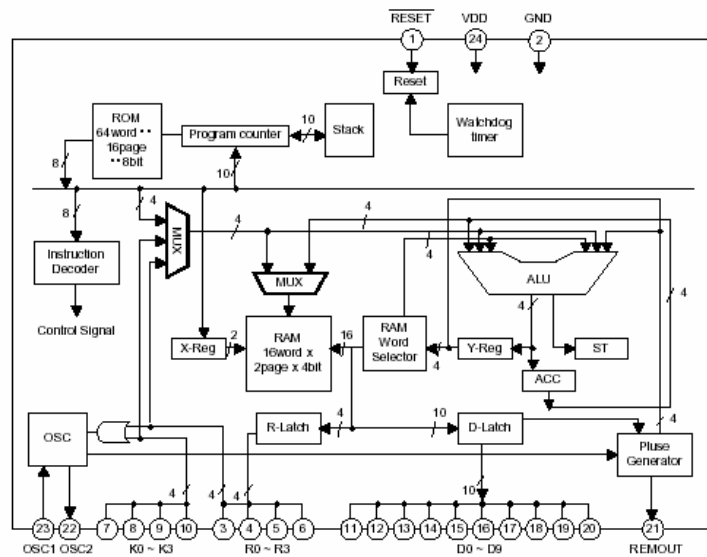 RESET VDD GND
1 24 2
Reset
ROM
64word **
16page
**8bit
Program counter
10
Stack
Watchdog
timer
8
10
8
4
MUX
4
4
4
Instruction
Decoder
MUX
ALU
4
4
Control Signal
X-Reg
2
RAM
16word x
2page x 4bit
16
RAM
Word
Selector
4
Y-Reg
ST
ACC
OSC
R-Latch
4
10
D-Latch
4
Pluse
Generator
4
4
4
10
23 22 7 8 9 10 3 4 5 6 11 12 13 14 15 16 17 18 19 20 21
OSC1 OSC2 K0 ~ K3 R0 ~ R3 D0 ~ D9 REMOUT